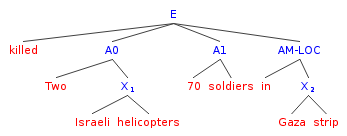 E
killed A0 A1 AM-LOC
Two X₁ 70 soldiers in X₂
Israeli helicopters Gaza strip